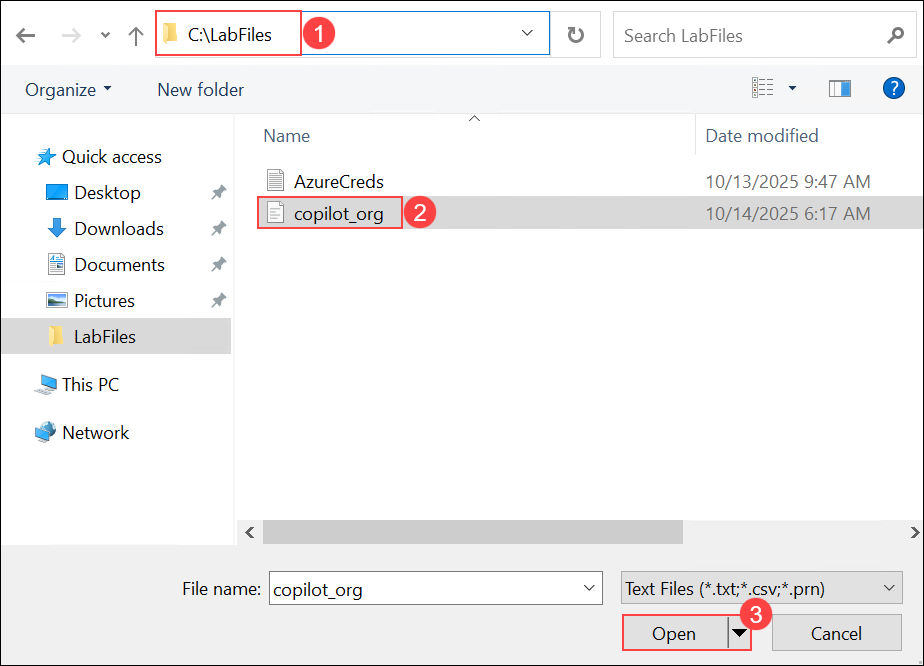 C:\LabFiles 1 Search LabFiles
Organize New folder ?
Name Date modified
Quick access
AzureCreds 10/13/2025 9:47 AM
Desktop
copilot_org 2 10/14/2025 6:17 AM
Downloads
Documents
Pictures
LabFiles
This PC
Network
File name: copilot_org Text Files (*.txt;*.csv;*.prn)
3
Open Cancel